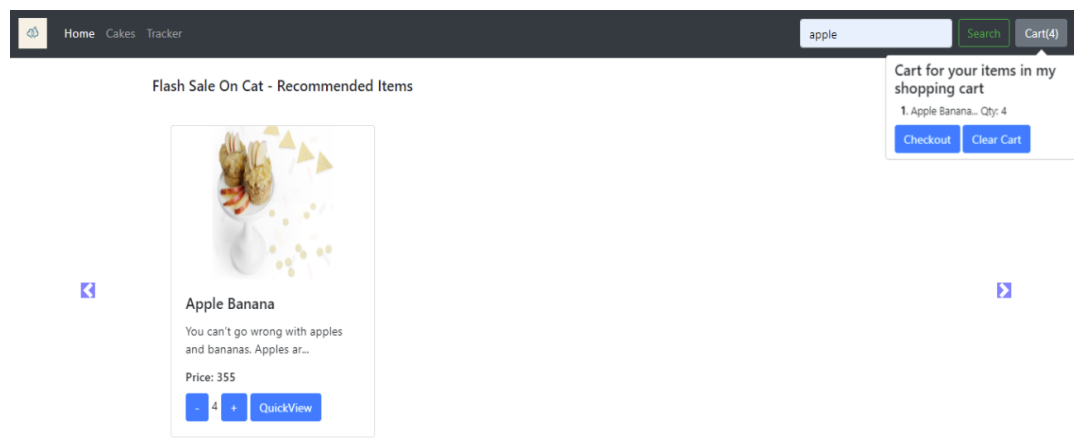 Home Cakes Tracker apple Search Cart(4)
Cart for your items in my
shopping cart
1. Apple Banana... Qty: 4
Checkout Clear Cart
Flash Sale On Cat - Recommended Items
Apple Banana
You can't go wrong with apples
and bananas. Apples ar...
Price: 355
- 4 + QuickView